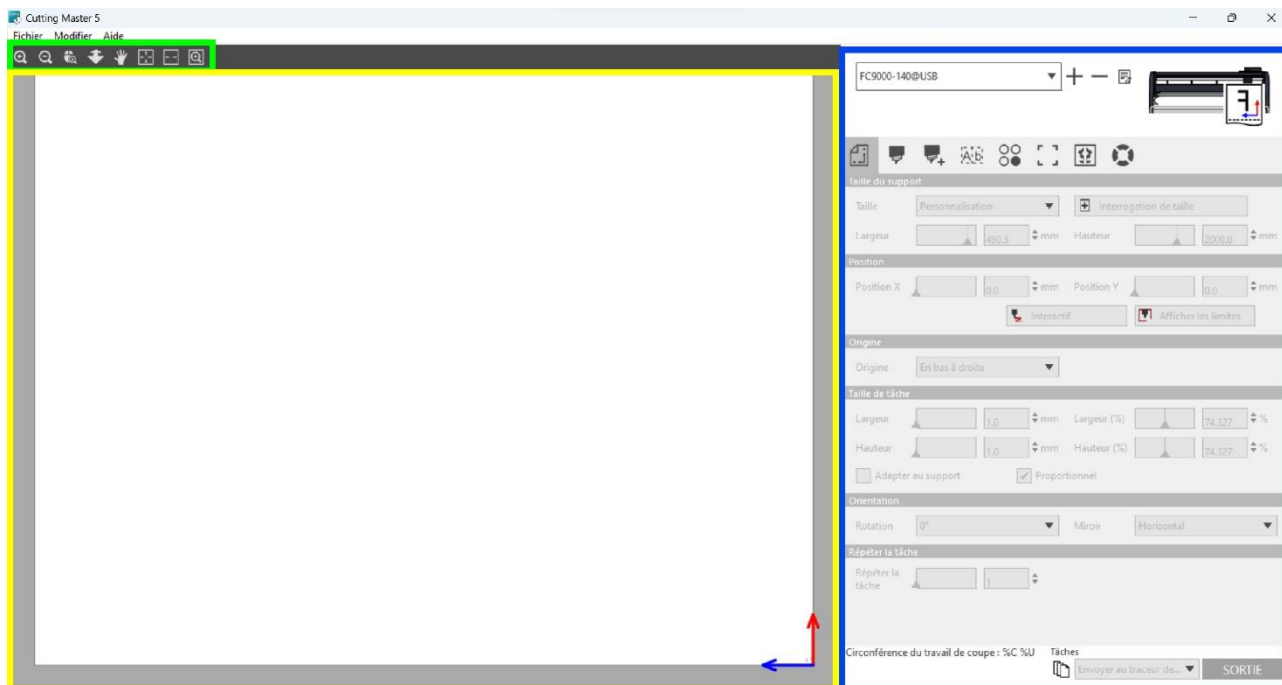 Cutting Master 5
Fichier Modifier Aide
FC9000-140@USB
F
Ab
Taille du support
Taille Personnalisation Interrogation de taille
Largeur 480.3 mm Hauteur 2000.0 mm
Position
Position X 0.0 mm Position Y 0.0 mm
Interactif Afficher les limites
Origine
Origine En bas à droite
Taille de tâche
Largeur 1.0 mm Largeur (%) 74.327 %
Hauteur 1.0 mm Hauteur (%) 74.327 %
Adapter au support Proportionnel
Orientation
Rotation 0° Miroir Horizontal
Répéter la tâche
Répéter la
tâche 1
Circonférence du travail de coupe : %C %U Tâches
Envoyer au traceur de... SORTIE